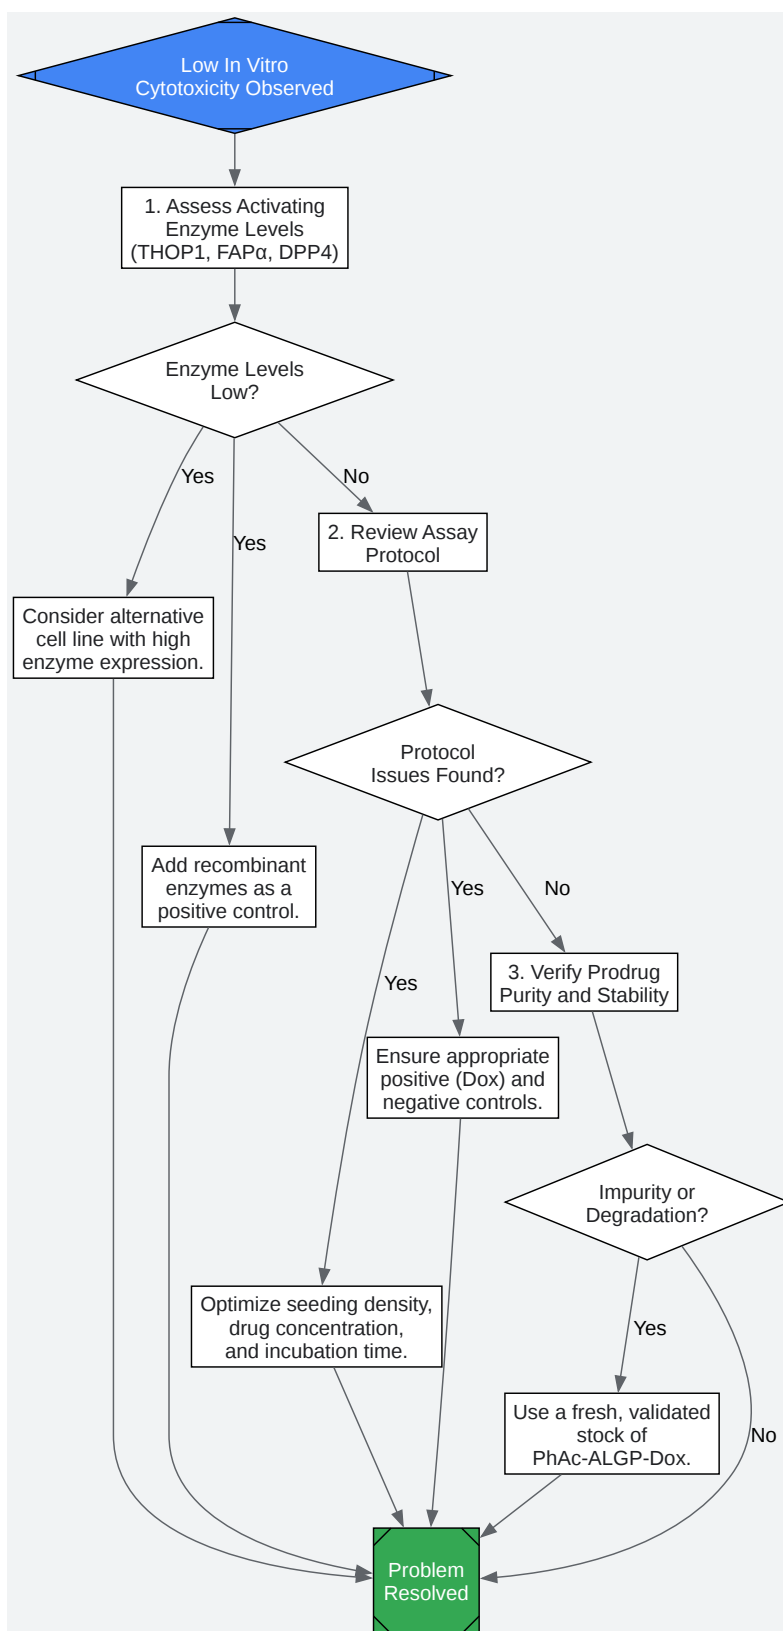 Low In Vitro
Cytotoxicity Observed
1. Assess Activating
Enzyme Levels
(THOP1, FAPα, DPP4)
Enzyme Levels
Low?
Yes
No
Yes
2. Review Assay
Protocol
Consider alternative
cell line with high
enzyme expression.
Protocol
Issues Found?
Add recombinant
enzymes as a
positive control.
Yes
No
Yes
3. Verify Prodrug
Purity and Stability
Ensure appropriate
positive (Dox) and
negative controls.
Impurity or
Degradation?
Optimize seeding density,
drug concentration,
and incubation time.
Yes
Use a fresh, validated
stock of
PhAc-ALGP-Dox.
No
Problem
Resolved